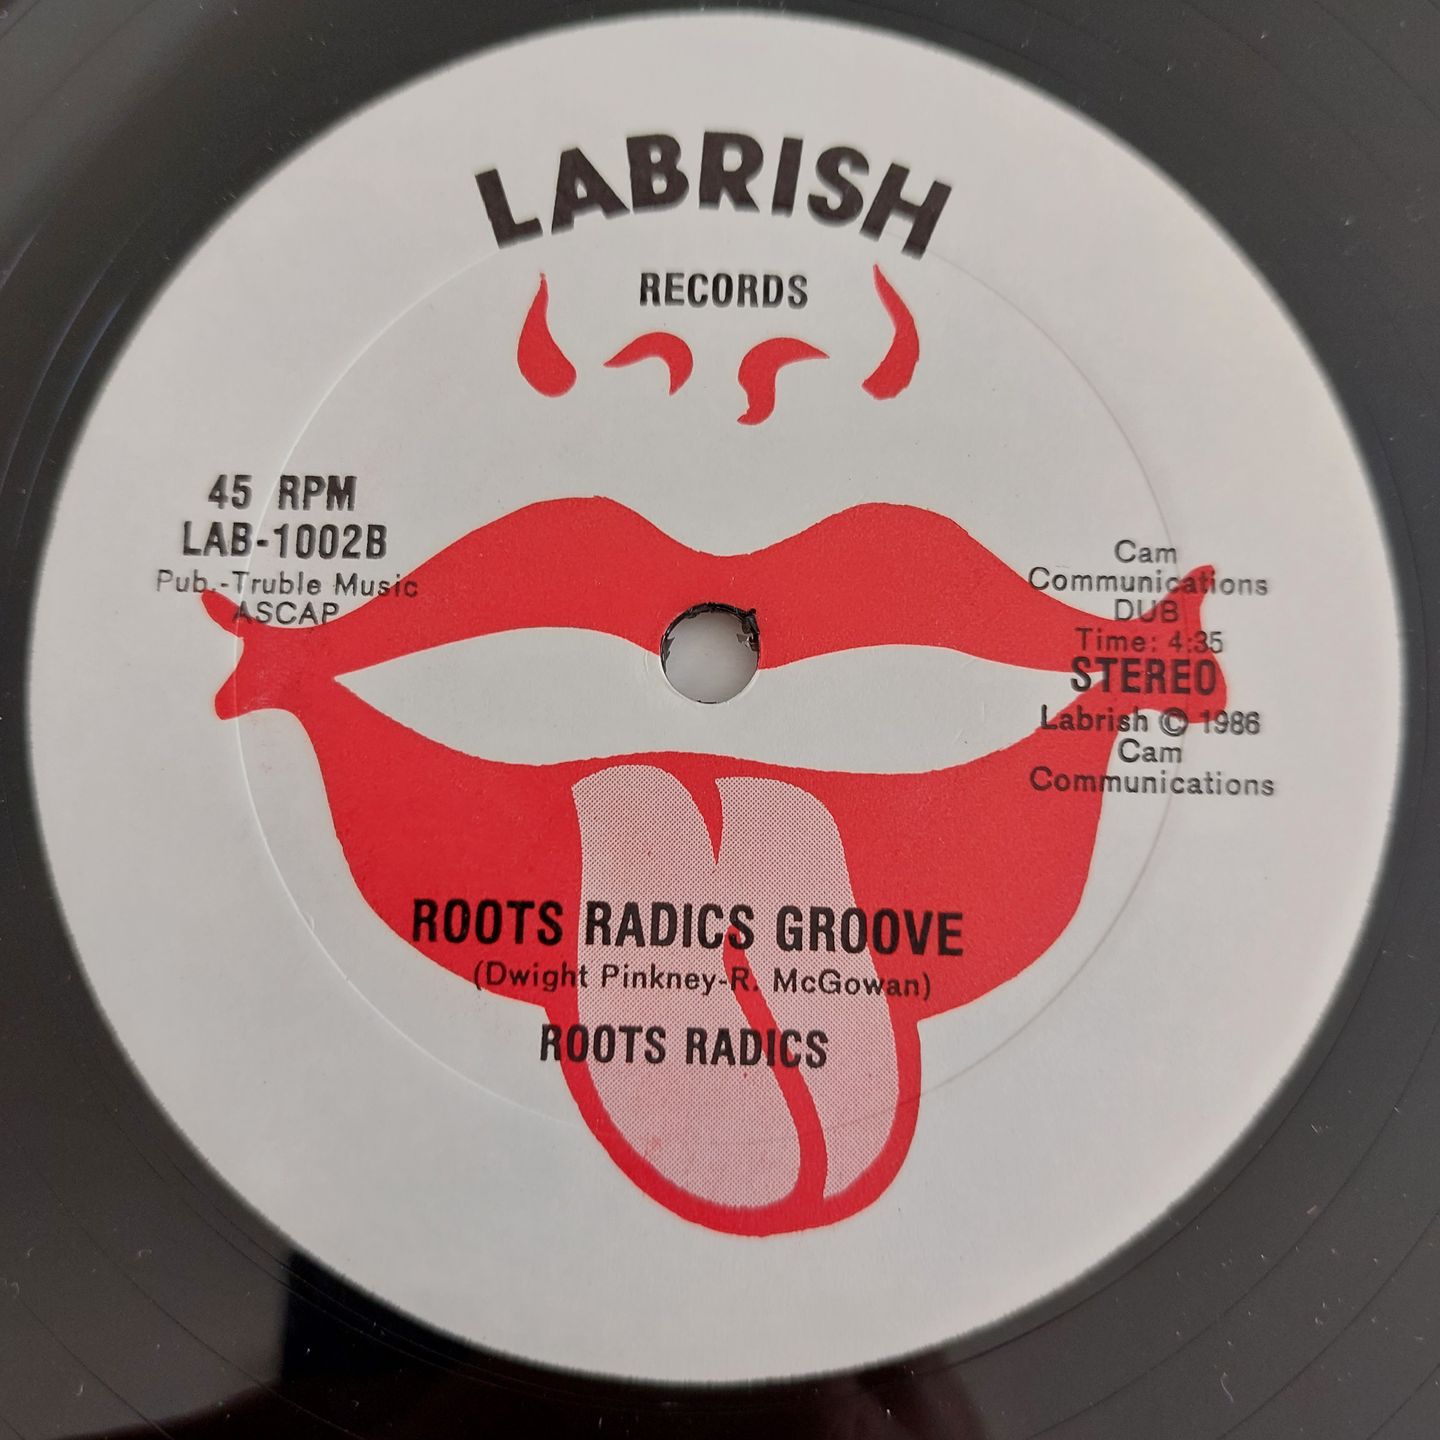 LABRISH
RECORDS
45 RPM
LAB-1002B
Pub.-Truble Music
ASCAP
Cam
Communications
DUB
Time: 4:35
STEREO
Labrish © 1986
Cam
Communications
ROOTS RADICS GROOVE
(Dwight Pinkney-R. McGowan)
ROOTS RADICS